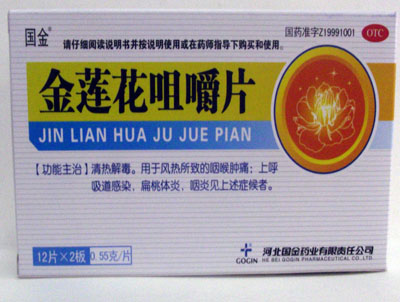 国金®
国药准字Z19991001
OTC
请仔细阅读说明书并按说明使用或在药师指导下购买和使用。
金莲花咀嚼片
JIN LIAN HUA JU JUE PIAN
【功能主治】清热解毒。用于风热所致的咽喉肿痛；上呼
吸道感染，扁桃体炎，咽炎见上述症候者。
12片×2板 0.55克/片
GOGIN
河北国金药业有限责任公司
HE BEI GOGIN PHARMACEUTICAL CO.,LTD.